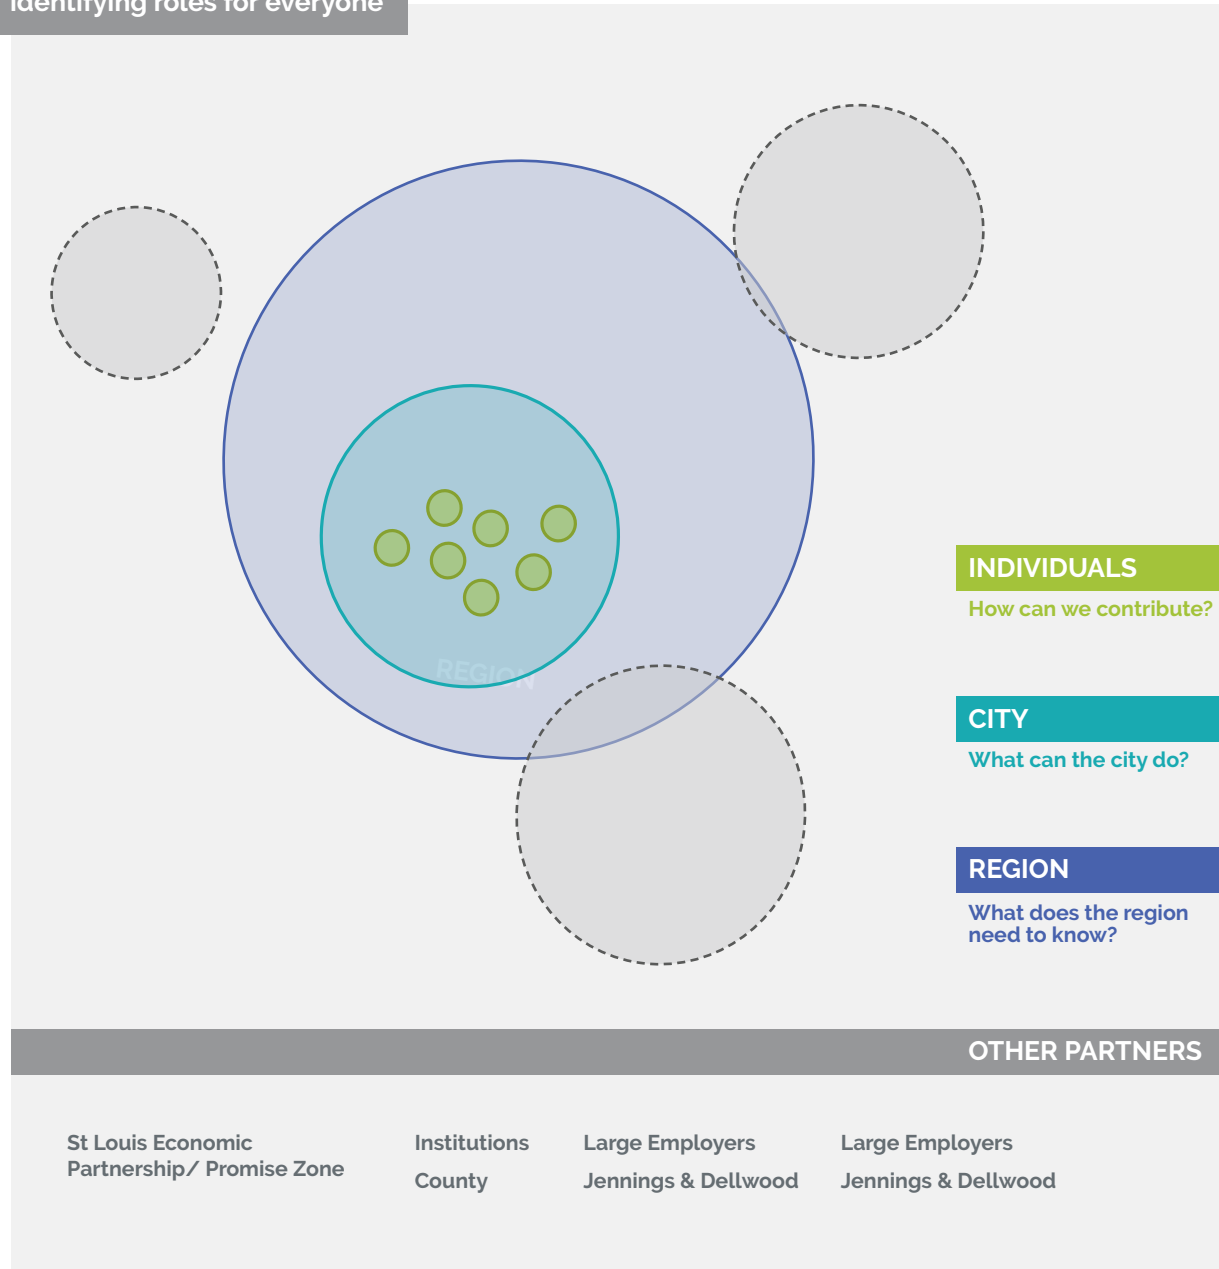 identifying roles for everyone
REGION
INDIVIDUALS
How can we contribute?
CITY
What can the city do?
REGION
What does the region
need to know?
OTHER PARTNERS
St Louis Economic
Partnership/ Promise Zone
Institutions
County
Large Employers
Jennings & Dellwood
Large Employers
Jennings & Dellwood